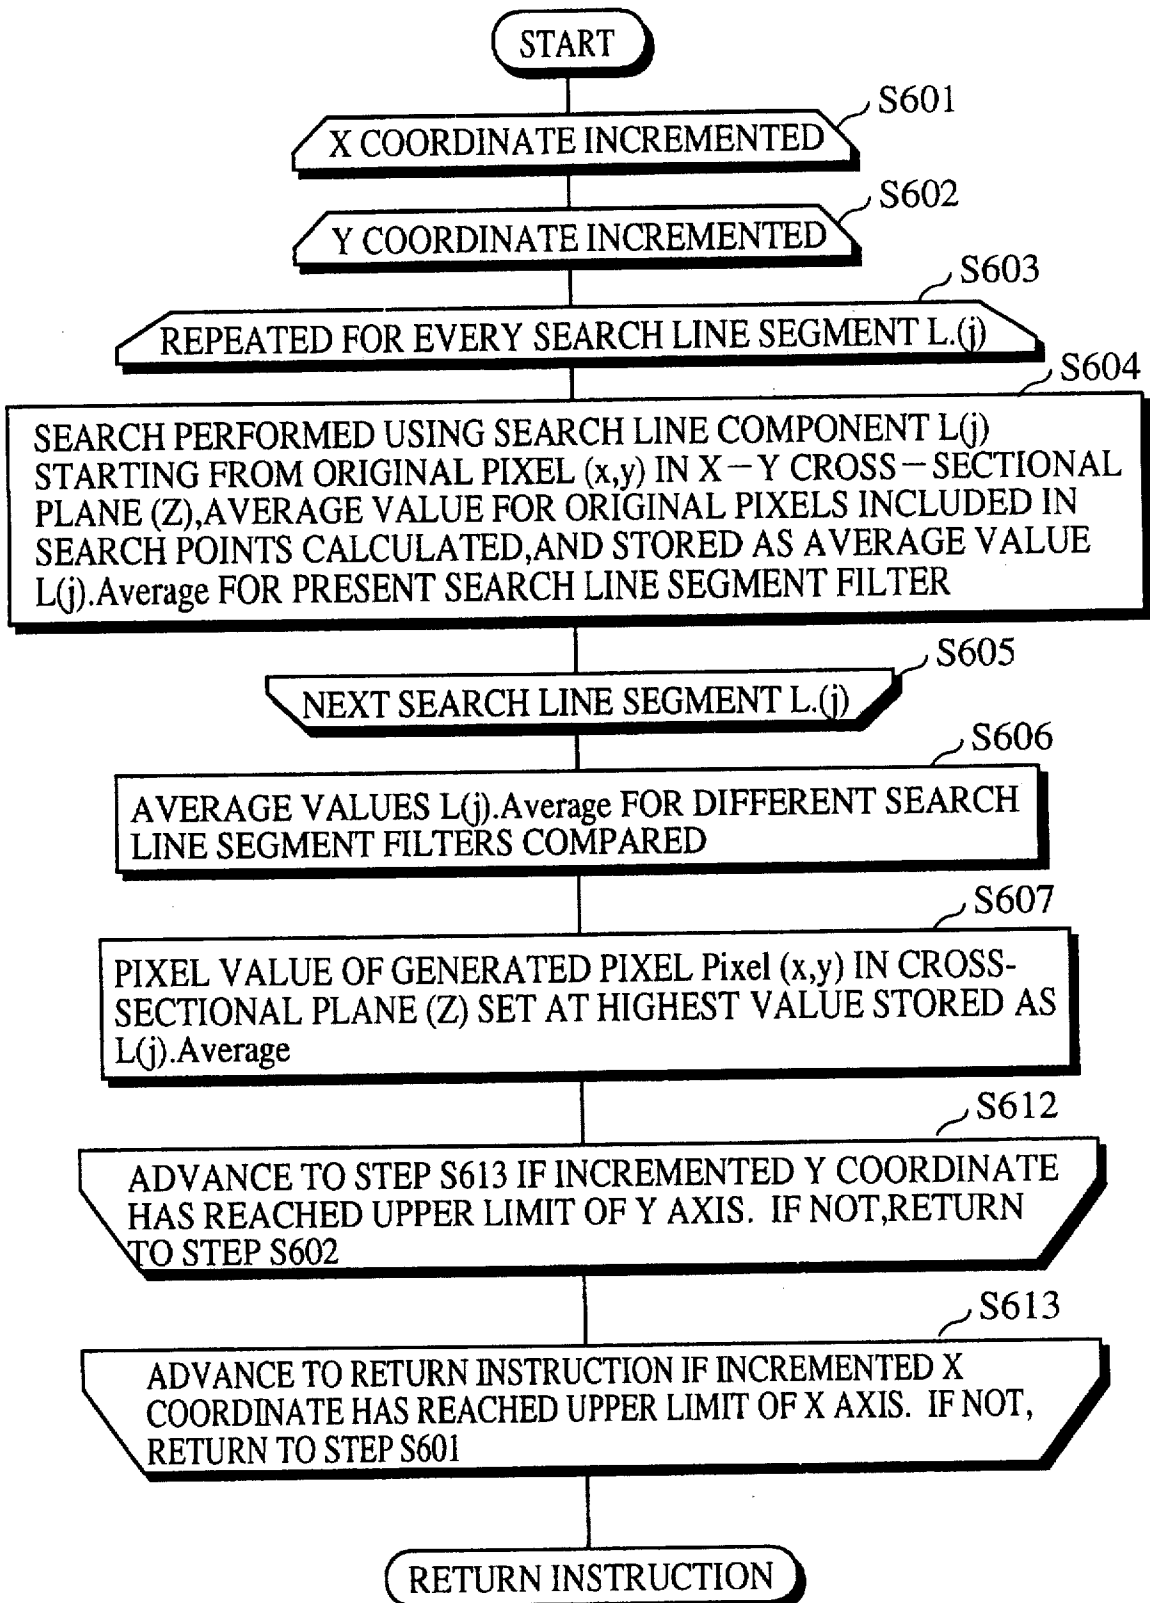 START
S601
X COORDINATE INCREMENTED
S602
Y COORDINATE INCREMENTED
S603
REPEATED FOR EVERY SEARCH LINE SEGMENT L.(j)
S604
SEARCH PERFORMED USING SEARCH LINE COMPONENT L(j)
STARTING FROM ORIGINAL PIXEL (x,y) IN X-Y CROSS-SECTIONAL
PLANE (Z),AVERAGE VALUE FOR ORIGINAL PIXELS INCLUDED IN
SEARCH POINTS CALCULATED,AND STORED AS AVERAGE VALUE
L(j).Average FOR PRESENT SEARCH LINE SEGMENT FILTER
S605
NEXT SEARCH LINE SEGMENT L.(j)
S606
AVERAGE VALUES L(j).Average FOR DIFFERENT SEARCH
LINE SEGMENT FILTERS COMPARED
S607
PIXEL VALUE OF GENERATED PIXEL Pixel (x,y) IN CROSS-
SECTIONAL PLANE (Z) SET AT HIGHEST VALUE STORED AS
L(j).Average
S612
ADVANCE TO STEP S613 IF INCREMENTED Y COORDINATE
HAS REACHED UPPER LIMIT OF Y AXIS. IF NOT,RETURN
TO STEP S602
S613
ADVANCE TO RETURN INSTRUCTION IF INCREMENTED X
COORDINATE HAS REACHED UPPER LIMIT OF X AXIS. IF NOT,
RETURN TO STEP S601
RETURN INSTRUCTION